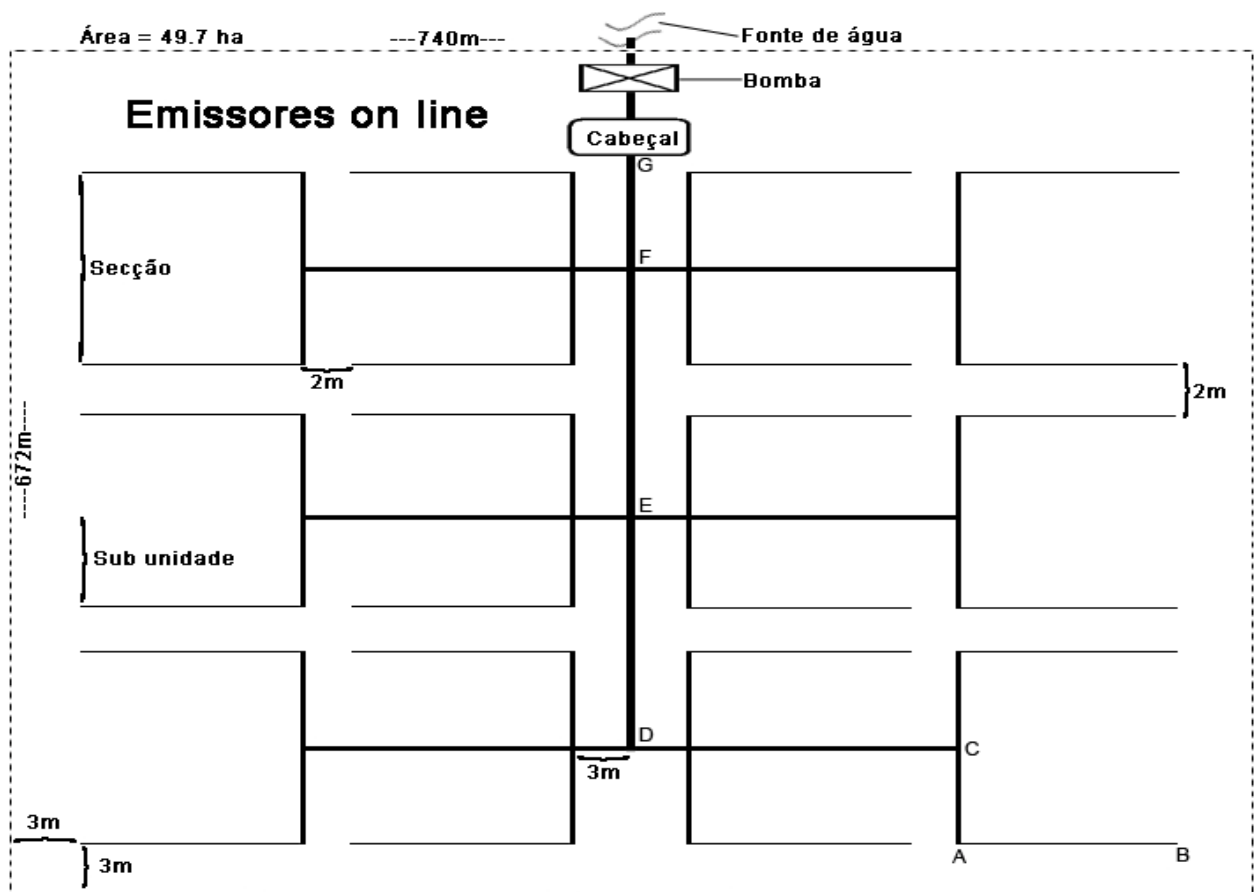 Área = 49.7 ha
---740m---
Fonte de água
Bomba
Emissores on line
Cabeçal
G
Secção
F
2m
2m
----672m----
E
Sub unidade
D
C
3m
3m
3m
A
B